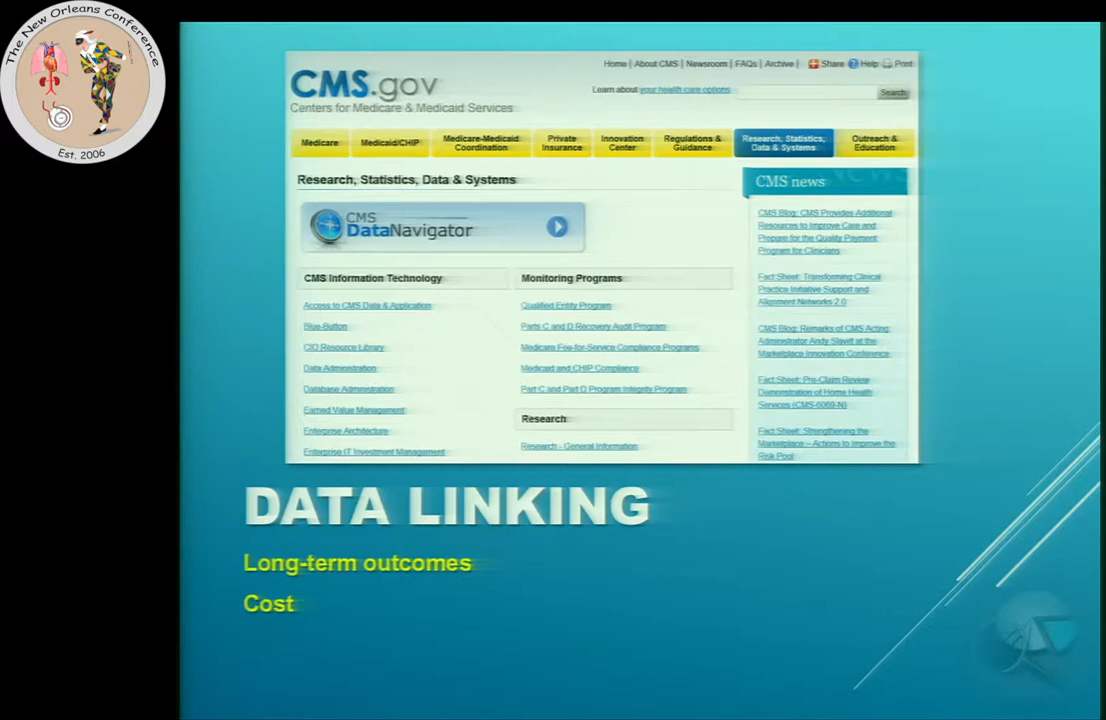 The New Orleans Conference
Est. 2006
CMS.gov
Centers for Medicare & Medicaid Services
Home | About CMS | Newsroom | FAQs | Archive | Share Help Print
Learn about your health care options
Search
Medicare
Medicaid/CHIP
Medicare-Medicaid
Coordination
Private
Insurance
Innovation
Center
Regulations &
Guidance
Research, Statistics,
Data & Systems
Outreach &
Education
Research, Statistics, Data & Systems
CMS
DataNavigator
CMS Information Technology
Access to CMS Data & Application
Blue-Button
CIO Resource Library
Data Administration
Database Administration
Earned Value Management
Enterprise Architecture
Enterprise IT Investment Management
Monitoring Programs
Qualified Entity Program
Parts C and D Recovery Audit Program
Medicare Fee-for-Service Compliance Programs
Medicaid and CHIP Compliance
Part C and Part D Program Integrity Program
Research
Research - General Information
CMS news
CMS Blog: CMS Provides Additional
Resources to Improve Care and
Prepare for the Quality Payment
Program for Clinicians
Fact Sheet: Transforming Clinical
Practice Initiative Support and
Alignment Networks 2.0
CMS Blog: Remarks of CMS Acting
Administrator Andy Slavitt at the
Marketplace Innovation Conference
Fact Sheet: Pre-Claim Review
Demonstration of Home Health
Services (CMS-6069-N)
Fact Sheet: Strengthening the
Marketplace – Actions to Improve the
Risk Pool
DATA LINKING
Long-term outcomes
Cost